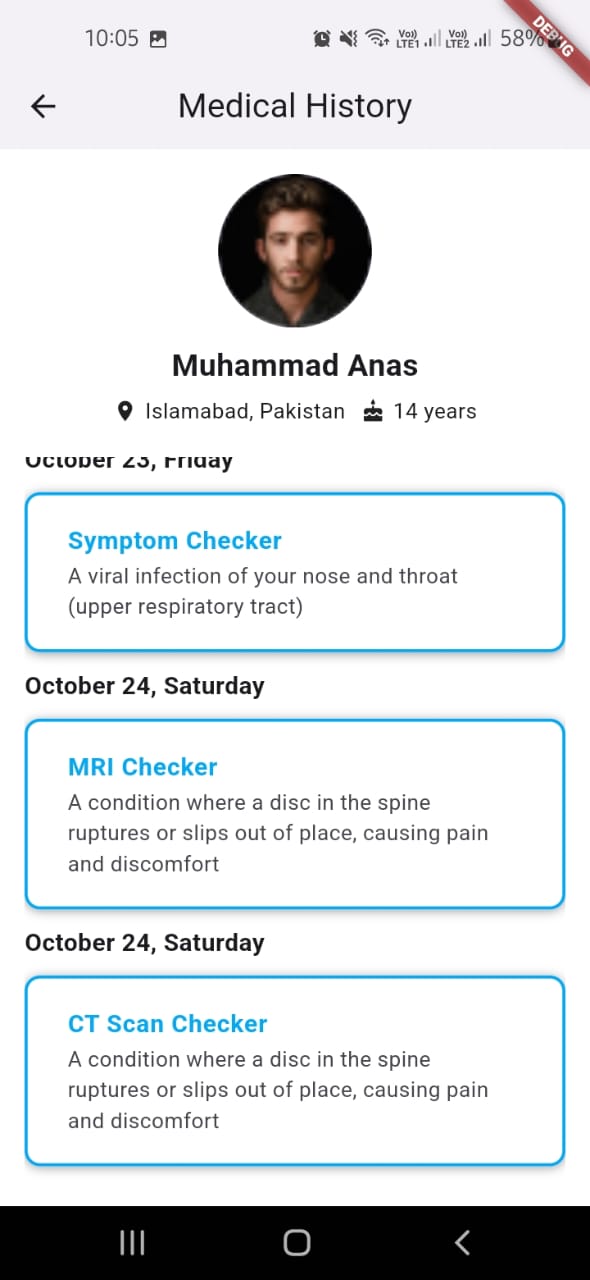 10:05
Vo)) LTE1
Vo)) LTE2
58%
DEBUG
Medical History
Muhammad Anas
Islamabad, Pakistan
14 years
October 23, Friday
Symptom Checker
A viral infection of your nose and throat
(upper respiratory tract)
October 24, Saturday
MRI Checker
A condition where a disc in the spine
ruptures or slips out of place, causing pain
and discomfort
October 24, Saturday
CT Scan Checker
A condition where a disc in the spine
ruptures or slips out of place, causing pain
and discomfort